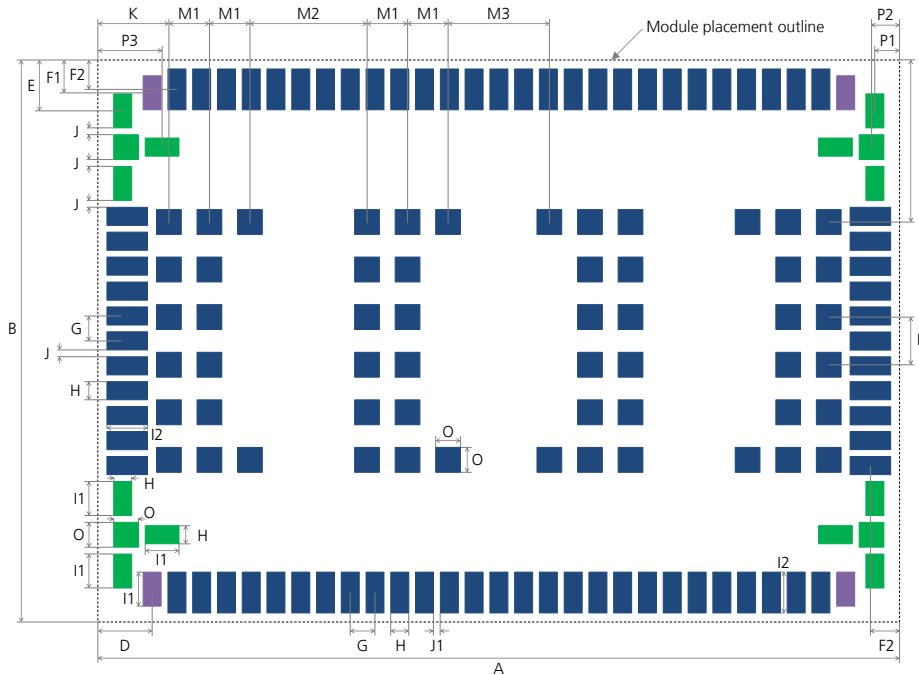 K M1 M1 M2 M1 M1 M3 P2
P3 Module placement outline P1
E F1 F2
J
J
J
B G
J
H
I2 O
O
I1 H
O
O H
I1
I1
I1 I2
D G H J1 F2
A